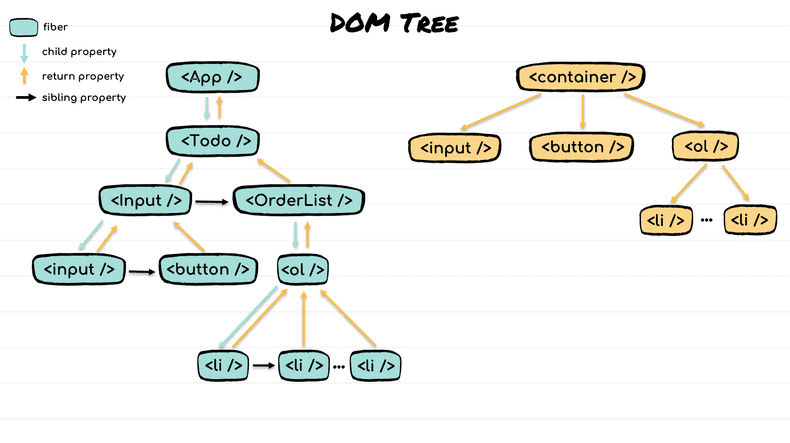 DOM Tree
fiber
child property
return property
sibling property
<App />
<Todo />
<Input />
<OrderList />
<input />
<button />
<ol />
<li />
<li />
...
<li />
<container />
<input />
<button />
<ol />
<li />
...
<li />